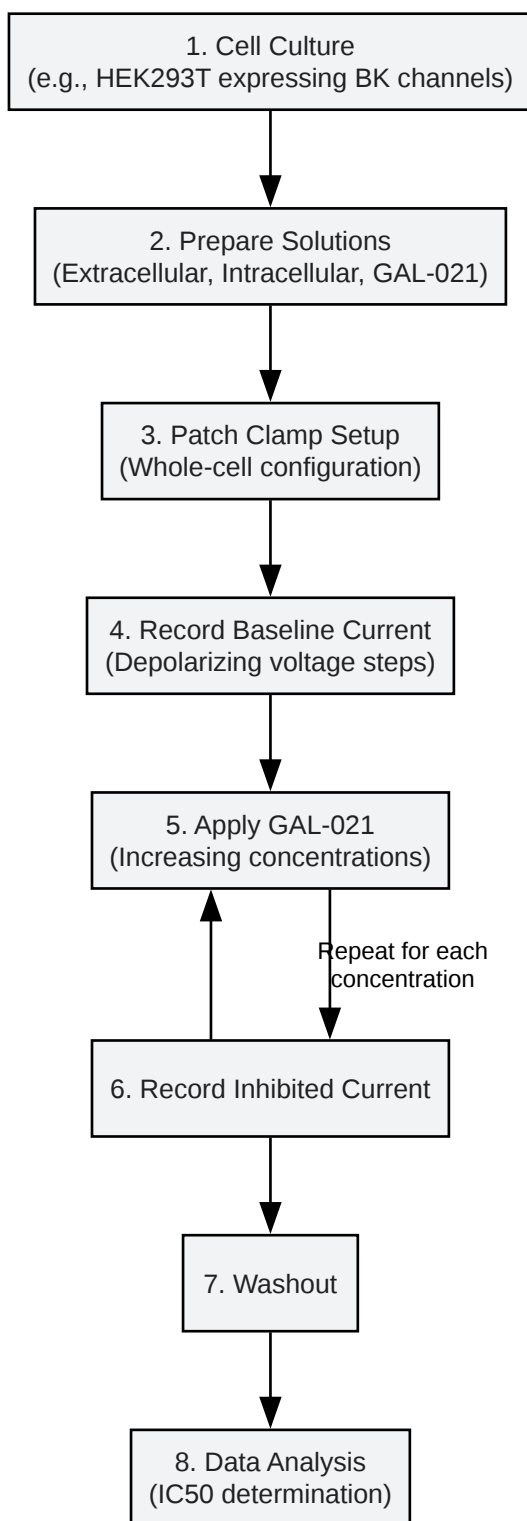 1. Cell Culture
(e.g., HEK293T expressing BK channels)
2. Prepare Solutions
(Extracellular, Intracellular, GAL-021)
3. Patch Clamp Setup
(Whole-cell configuration)
4. Record Baseline Current
(Depolarizing voltage steps)
5. Apply GAL-021
(Increasing concentrations)
Repeat for each
concentration
6. Record Inhibited Current
7. Washout
8. Data Analysis
(IC50 determination)